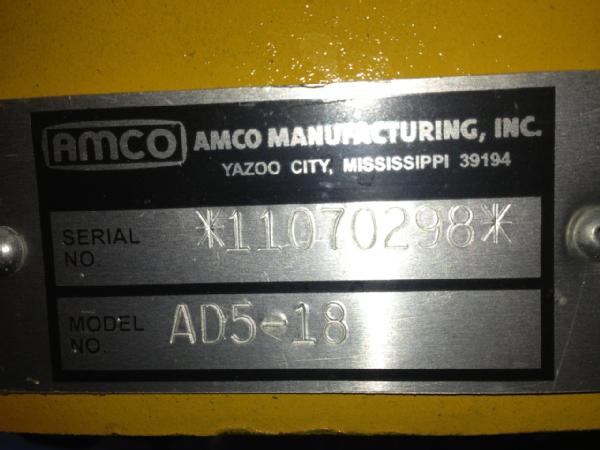 AMCO
AMCO MANUFACTURING, INC.
YAZOO CITY, MISSISSIPPI 39194
SERIAL NO. *11070298*
MODEL NO. AD5-18